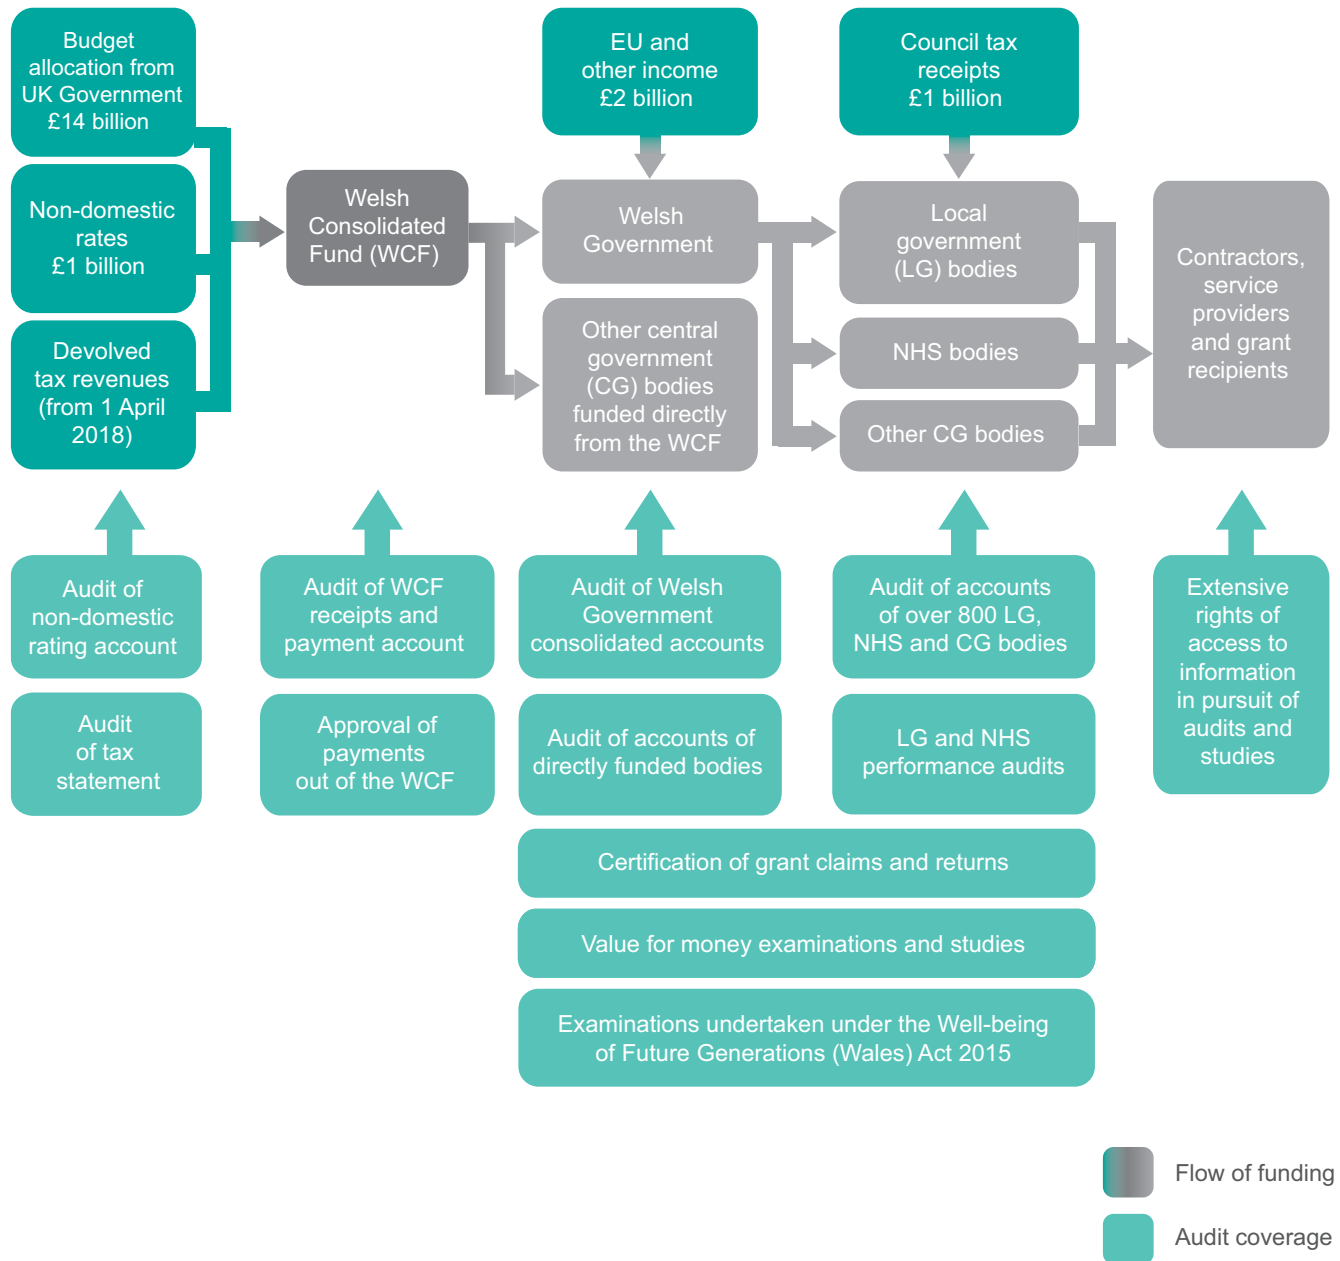 Budget
allocation from
UK Government
£14 billion
Non-domestic
rates
£1 billion
Devolved
tax revenues
(from 1 April
2018)
Welsh
Consolidated
Fund (WCF)
EU and
other income
£2 billion
Welsh
Government
Other central
government
(CG) bodies
funded directly
from the WCF
Council tax
receipts
£1 billion
Local
government
(LG) bodies
NHS bodies
Other CG bodies
Contractors,
service
providers
and grant
recipients
Audit of
non-domestic
rating account
Audit
of tax
statement
Audit of WCF
receipts and
payment account
Approval of
payments
out of the WCF
Audit of Welsh
Government
consolidated accounts
Audit of accounts of
directly funded bodies
Audit of accounts
of over 800 LG,
NHS and CG bodies
LG and NHS
performance audits
Extensive
rights of
access to
information
in pursuit of
audits and
studies
Certification of grant claims and returns
Value for money examinations and studies
Examinations undertaken under the Well-being
of Future Generations (Wales) Act 2015
Flow of funding
Audit coverage